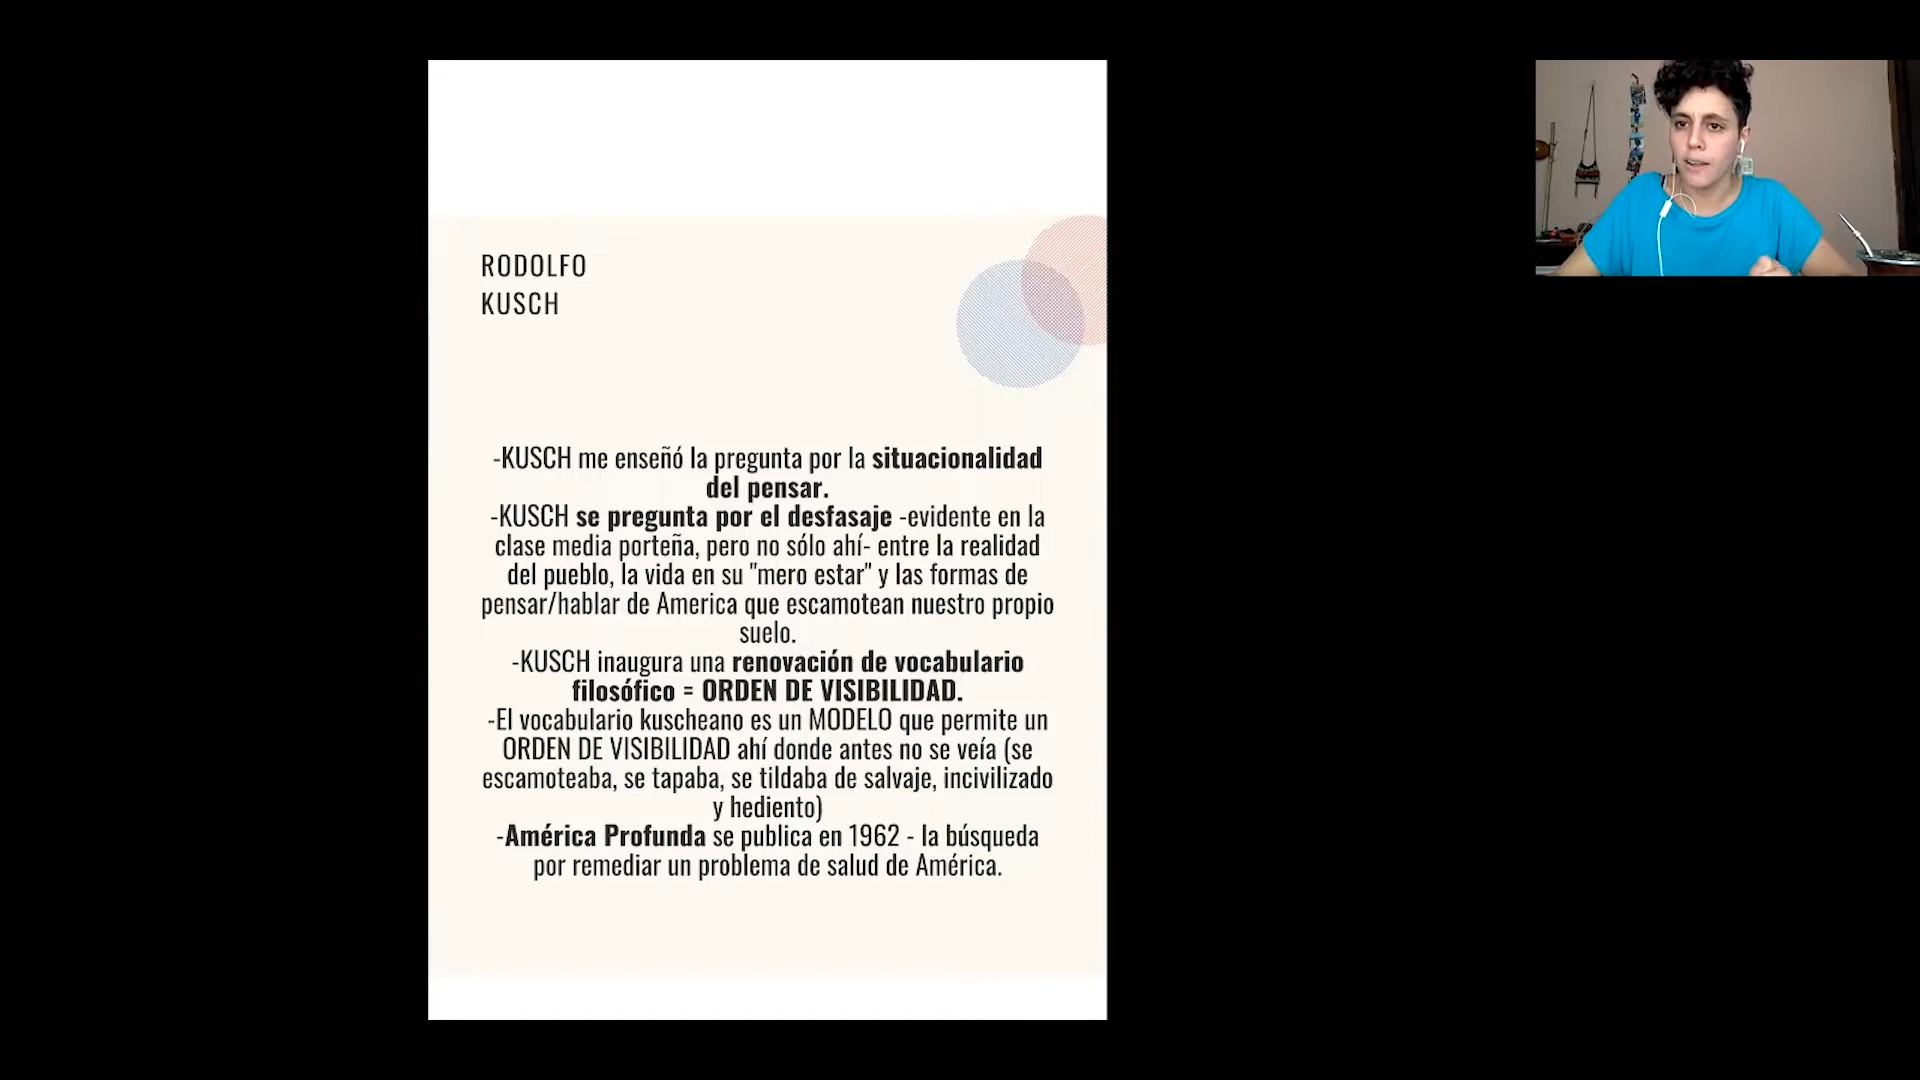 RODOLFO
KUSCH
-KUSCH me enseñó la pregunta por la situacionalidad
del pensar.
-KUSCH se pregunta por el desfasaje -evidente en la
clase media porteña, pero no sólo ahí- entre la realidad
del pueblo, la vida en su "mero estar" y las formas de
pensar/hablar de America que escamotean nuestro propio
suelo.
-KUSCH inaugura una renovación de vocabulario
filosófico = ORDEN DE VISIBILIDAD.
-El vocabulario kuscheano es un MODELO que permite un
ORDEN DE VISIBILIDAD ahí donde antes no se veía (se
escamoteaba, se tapaba, se tildaba de salvaje, incivilizado
y hediento)
-América Profunda se publica en 1962 - la búsqueda
por remediar un problema de salud de América.